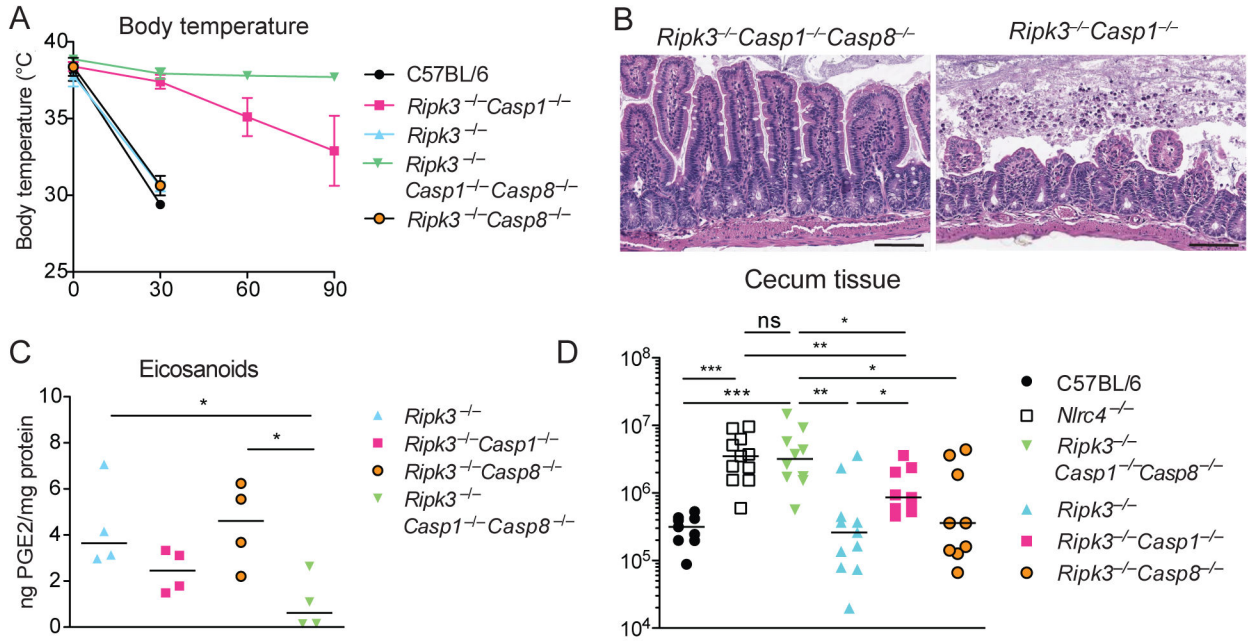 A
Body temperature
Body temperature (°C
40
35
30
25
0
30
60
90
C57BL/6
Ripk3⁻/⁻Casp1⁻/⁻
Ripk3⁻/⁻
Ripk3⁻/⁻
Casp1⁻/⁻Casp8⁻/⁻
Ripk3⁻/⁻Casp8⁻/⁻
B
Ripk3⁻/⁻Casp1⁻/⁻Casp8⁻/⁻
Ripk3⁻/⁻Casp1⁻/⁻
C
Eicosanoids
ng PGE2/mg protein
10
8
6
4
2
0
*
*
Ripk3⁻/⁻
Ripk3⁻/⁻Casp1⁻/⁻
Ripk3⁻/⁻Casp8⁻/⁻
Ripk3⁻/⁻
Casp1⁻/⁻Casp8⁻/⁻
D
Cecum tissue
10⁸
10⁷
10⁶
10⁵
10⁴
ns
*
**
***
*
***
**
*
C57BL/6
Nlrc4⁻/⁻
Ripk3⁻/⁻
Casp1⁻/⁻Casp8⁻/⁻
Ripk3⁻/⁻
Ripk3⁻/⁻Casp1⁻/⁻
Ripk3⁻/⁻Casp8⁻/⁻